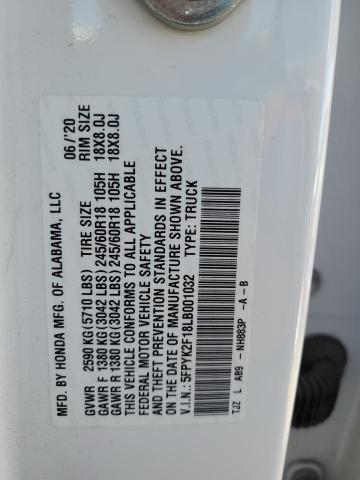 MFD. BY HONDA MFG. OF ALABAMA, LLC 06/'20
GVWR 2590 KG (5710 LBS) TIRE SIZE RIM SIZE
GAWR F 1380 KG (3042 LBS) 245/60R18 105H 18X8.0J
GAWR R 1380 KG (3042 LBS) 245/60R18 105H 18X8.0J
THIS VEHICLE CONFORMS TO ALL APPLICABLE
FEDERAL MOTOR VEHICLE SAFETY
AND THEFT PREVENTION STANDARDS IN EFFECT
ON THE DATE OF MANUFACTURE SHOWN ABOVE.
V.I.N.: 5FPYK2F18LB001032 TYPE: TRUCK
TJZ L AB9 -NH883P -A -B